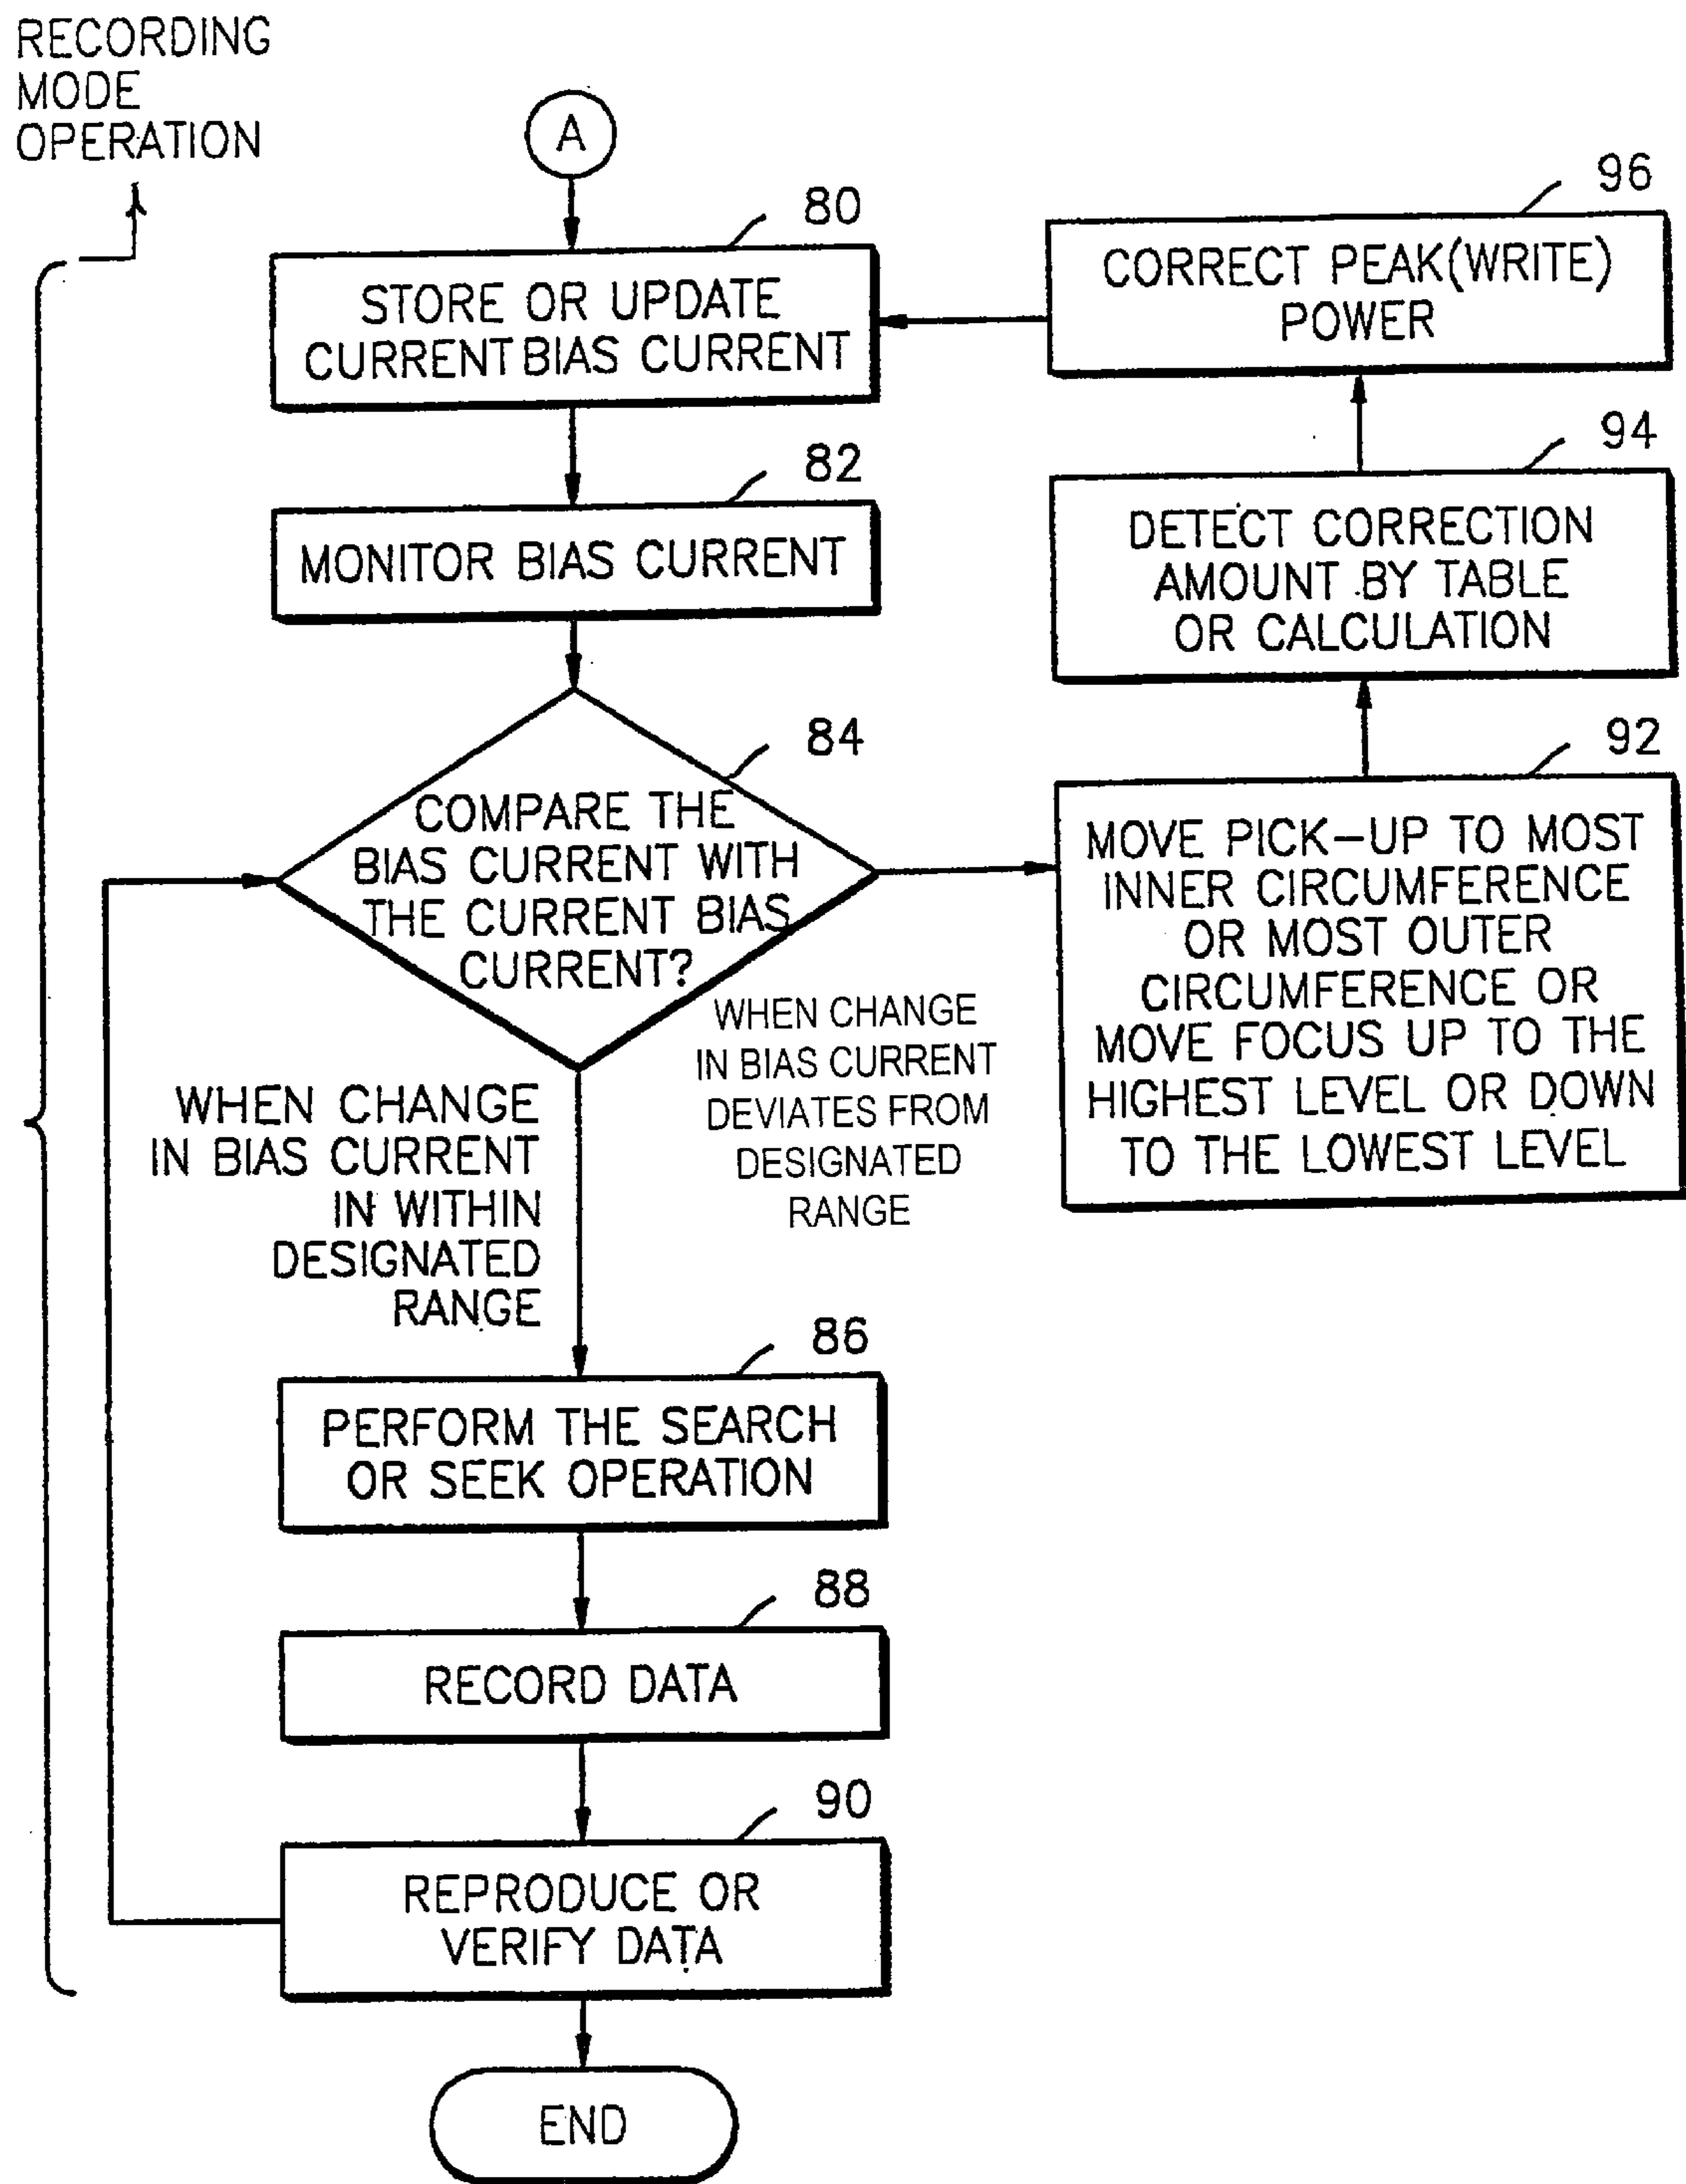 RECORDING
MODE
OPERATION
A
80
STORE OR UPDATE
CURRENT BIAS CURRENT
82
MONITOR BIAS CURRENT
84
COMPARE THE
BIAS CURRENT WITH
THE CURRENT BIAS
CURRENT?
WHEN CHANGE
IN BIAS CURRENT
DEVIATES FROM
DESIGNATED
RANGE
WHEN CHANGE
IN BIAS CURRENT
IN WITHIN
DESIGNATED
RANGE
86
PERFORM THE SEARCH
OR SEEK OPERATION
88
RECORD DATA
90
REPRODUCE OR
VERIFY DATA
END
96
CORRECT PEAK(WRITE)
POWER
94
DETECT CORRECTION
AMOUNT BY TABLE
OR CALCULATION
92
MOVE PICK-UP TO MOST
INNER CIRCUMFERENCE
OR MOST OUTER
CIRCUMFERENCE OR
MOVE FOCUS UP TO THE
HIGHEST LEVEL OR DOWN
TO THE LOWEST LEVEL